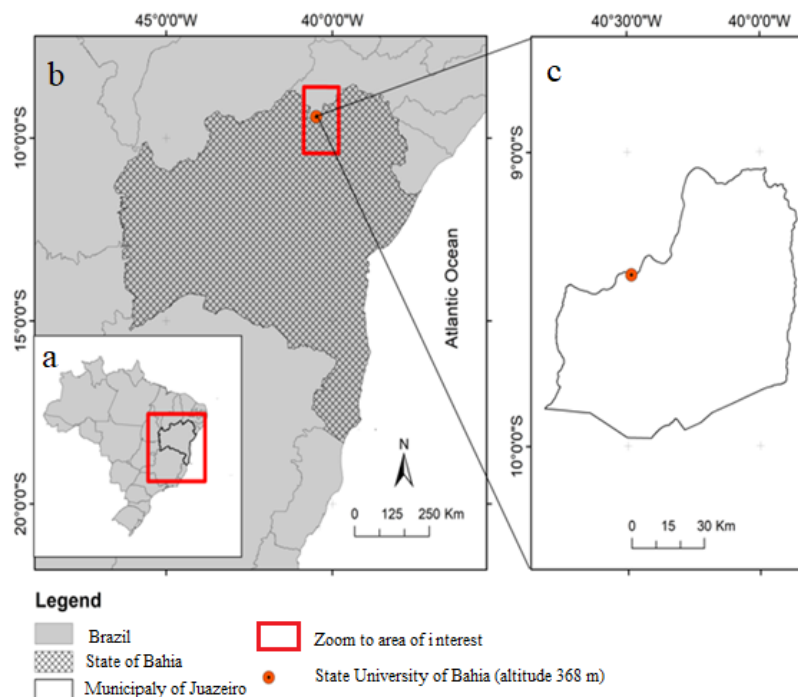 45°0'0"W 40°0'0"W
b
10°0'0"S
15°0'0"S
20°0'0"S
Atlantic Ocean
a
N
0 125 250 Km
40°30'0"W 40°0'0"W
c
9°0'0"S
10°0'0"S
0 15 30 Km
Legend
Brazil
State of Bahia
Municipaly of Juazeiro
Zoom to area of interest
State University of Bahia (altitude 368 m)